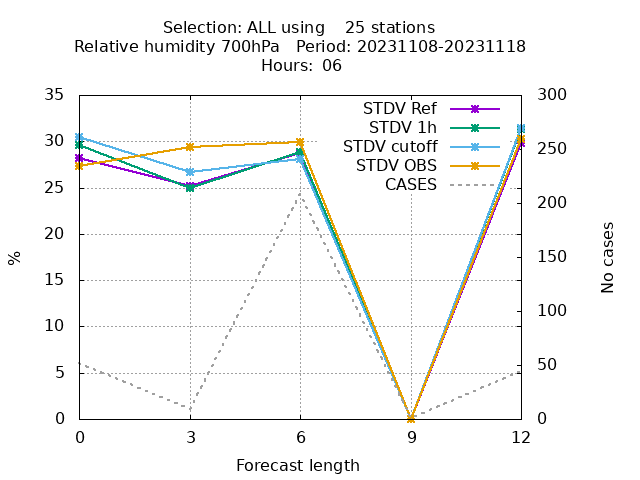 Selection: ALL using    25 stations
Relative humidity 700hPa   Period: 20231108-20231118
Hours: 06
35
30
25
20
15
10
5
0
300
250
200
150
100
50
0
STDV Ref
STDV 1h
STDV cutoff
STDV OBS
CASES
%
No cases
0 3 6 9 12
Forecast length